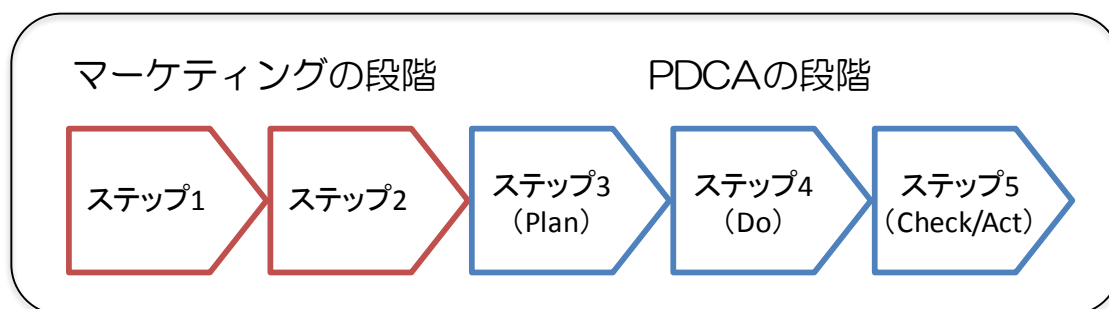 マーケティングの段階
PDCAの段階
ステップ1
ステップ2
ステップ3
（Plan）
ステップ4
（Do）
ステップ5
（Check/Act）